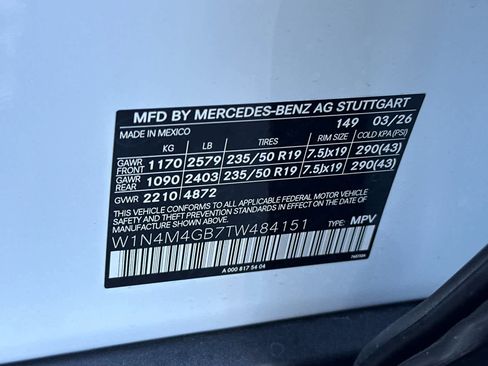 MFD BY MERCEDES-BENZ AG STUTTGART
MADE IN MEXICO 149 03/26
KG LB TIRES RIM SIZE COLD KPA(PSI)
GAWR FRONT 1170 2579 235/50 R19 7.5Jx19 290(43)
GAWR REAR 1090 2403 235/50 R19 7.5Jx19 290(43)
GVWR 2210 4872
THIS VEHICLE CONFORMS TO ALL APPLICABLE FEDERAL MOTOR VEHICLE
SAFETY AND THEFT PREVENTION STANDARDS IN EFFECT ON THE DATE OF
MANUFACTURE SHOWN ABOVE.
W1N4M4GB7TW484151 TYPE: MPV
A 000 817 54 04